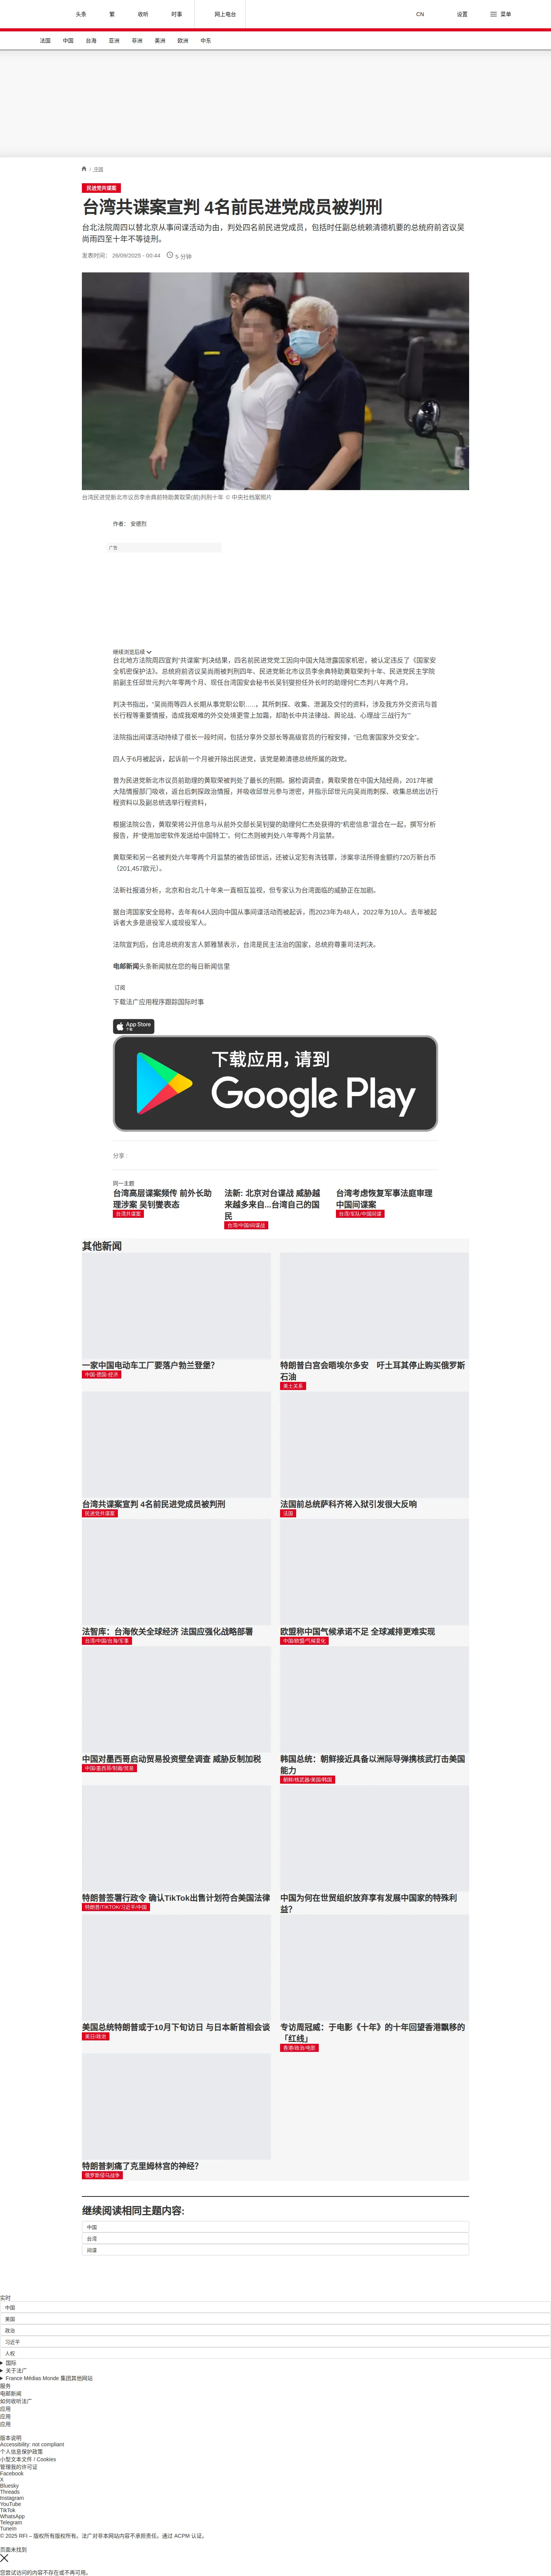 头条
繁
收听
时事
网上电台
CN
设置
菜单
法国
中国
台海
亚洲
非洲
美洲
欧洲
中东
/ 中国
民进党共谍案
台湾共谍案宣判 4名前民进党成员被判刑
台北法院周四以替北京从事间谍活动为由，判处四名前民进党成员，包括时任副总统赖清德机要的总统府前咨议吴
尚雨四至十年不等徒刑。
发表时间： 26/09/2025 - 00:44
5 分钟
台湾民进党新北市议员李余典前特助黄取荣(前)判刑十年 © 中央社档案照片
作者： 安德烈
广告
继续浏览后续
台北地方法院周四宣判“共谍案”判决结果，四名前民进党党工因向中国大陆泄露国家机密，被认定违反了《国家安
全机密保护法》。总统府前咨议吴尚雨被判刑四年、民进党新北市议员李余典特助黄取荣判十年、民进党民主学院
前副主任邱世元判六年零两个月、现任台湾国安会秘书长吴钊燮担任外长时的助理何仁杰判八年两个月。
判决书指出，“吴尚雨等四人长期从事党职公职……，其所刺探、收集、泄漏及交付的资料，涉及我方外交资讯与首
长行程等重要情资，造成我艰难的外交处境更雪上加霜，却助长中共法律战、舆论战、心理战‘三战行为’”
法院指出间谍活动持续了很长一段时间，包括分享外交部长等高级官员的行程安排，“已危害国家外交安全”。
四人于6月被起诉，起诉前一个月被开除出民进党，该党是赖清德总统所属的政党。
曾为民进党新北市议员前助理的黄取荣被判处了最长的刑期。据检调调查，黄取荣曾在中国大陆经商，2017年被
大陆情报部门吸收，返台后刺探政治情报，并吸收邱世元参与泄密，并指示邱世元向吴尚雨刺探、收集总统出访行
程资料以及副总统选举行程资料，
根据法院公告，黄取荣将公开信息与从前外交部长吴钊燮的助理何仁杰处获得的“机密信息”混合在一起，撰写分析
报告，并“使用加密软件发送给中国特工”。何仁杰则被判处八年零两个月监禁。
黄取荣和另一名被判处六年零两个月监禁的被告邱世远，还被认定犯有洗钱罪，涉案非法所得金额约720万新台币
（201,457欧元）。
法新社报道分析，北京和台北几十年来一直相互监视，但专家认为台湾面临的威胁正在加剧。
据台湾国家安全局称，去年有64人因向中国从事间谍活动而被起诉，而2023年为48人，2022年为10人。去年被起
诉者大多是退役军人或现役军人。
法院宣判后，台湾总统府发言人郭雅慧表示，台湾是民主法治的国家，总统府尊重司法判决。
电邮新闻头条新闻就在您的每日新闻信里
订阅
下载法广应用程序跟踪国际时事
App Store
下载
下载应用，请到
Google Play
分享 :
同一主题
台湾高层谍案频传 前外长助
理涉案 吴钊燮表态
台湾共谍案
法新: 北京对台谍战 威胁越
来越多来自...台湾自己的国
民
台湾/中国/间谍战
台湾考虑恢复军事法庭审理
中国间谍案
台湾/军队/中国间谍
其他新闻
一家中国电动车工厂要落户勃兰登堡？
中国-德国-经济
特朗普白宫会晤埃尔多安　吁土耳其停止购买俄罗斯
石油
美土关系
台湾共谍案宣判 4名前民进党成员被判刑
民进党共谍案
法国前总统萨科齐将入狱引发很大反响
法国
法智库：台海攸关全球经济 法国应强化战略部署
台湾/中国/台海/军事
欧盟称中国气候承诺不足 全球减排更难实现
中国/欧盟/气候变化
中国对墨西哥启动贸易投资壁垒调查 威胁反制加税
中国/墨西哥/制裁/贸易
韩国总统：朝鲜接近具备以洲际导弹携核武打击美国
能力
朝鲜/核武器/美国/韩国
特朗普签署行政令 确认TikTok出售计划符合美国法律
特朗普/TIKTOK/习近平/中国
中国为何在世贸组织放弃享有发展中国家的特殊利
益？
美国总统特朗普或于10月下旬访日 与日本新首相会谈
美日/政治
专访周冠威：于电影《十年》的十年回望香港飘移的
「红线」
香港/政治/电影
特朗普刺痛了克里姆林宫的神经？
俄罗斯侵乌战争
继续阅读相同主题内容:
中国
台湾
间谍
实时
中国
美国
政治
习近平
人权
国际
关于法广
France Médias Monde 集团其他网站
服务
电邮新闻
如何收听法广
应用
应用
应用
版本说明
Accessibility: not compliant
个人信息保护政策
小型文本文件 / Cookies
管理我的许可证
Facebook
X
Bluesky
Threads
Instagram
YouTube
TikTok
WhatsApp
Telegram
TuneIn
© 2025 RFI – 版权所有版权所有。法广对非本网站内容不承担责任。通过 ACPM 认证。
页面未找到
您尝试访问的内容不存在或不再可用。